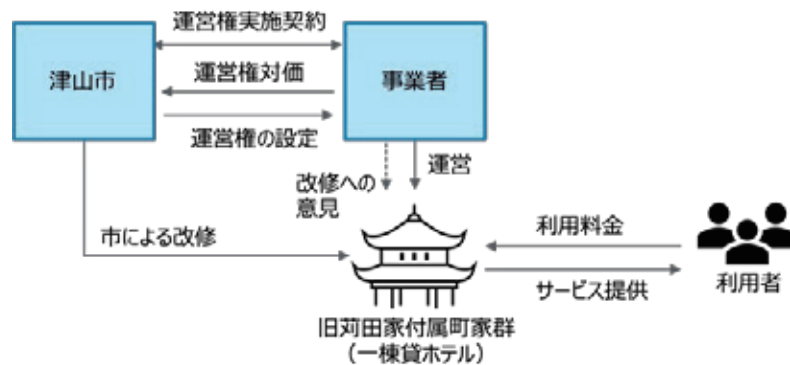 運営権実施契約
津山市
運営権対価
事業者
運営権の設定
改修への
意見
運営
市による改修
利用料金
サービス提供
利用者
旧苅田家付属町家群
（一棟貸ホテル）